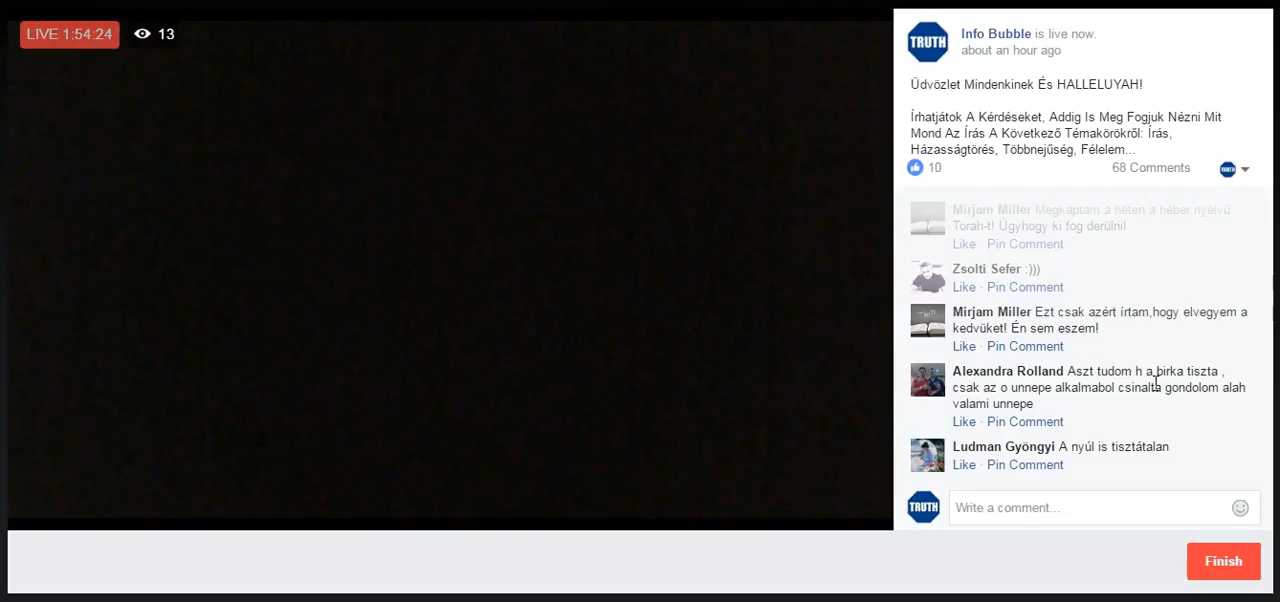 LIVE 1:54:24
13
TRUTH
Info Bubble is live now.
about an hour ago
Üdvözlet Mindenkinek És HALLELUYAH!
Írhatjátok A Kérdéseket, Addig Is Meg Fogjuk Nézni Mit
Mond Az Írás A Következő Témakörökről: Írás,
Házasságtörés, Többnejűség, Félelem...
10
68 Comments
TRUTH
Mirjam Miller Megkaptam a héten a héber nyelvű
Torah-t! Úgyhogy ki fog derülni!
Like · Pin Comment
Zsolti Sefer :)))
Like · Pin Comment
Mirjam Miller Ezt csak azért írtam,hogy elvegyem a
kedvüket! Én sem eszem!
Like · Pin Comment
Alexandra Rolland Aszt tudom h a birka tiszta ,
csak az o unnepe alkalmabol csinalta gondolom alah
valami unnepe
Like · Pin Comment
Ludman Gyöngyi A nyúl is tisztátalan
Like · Pin Comment
TRUTH
Write a comment...
Finish